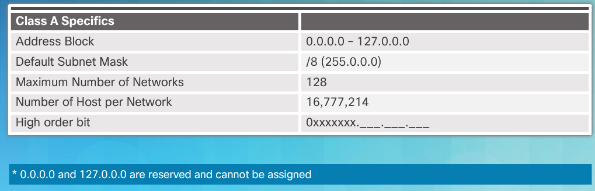 Class A Specifics
Address Block 0.0.0.0 – 127.0.0.0
Default Subnet Mask /8 (255.0.0.0)
Maximum Number of Networks 128
Number of Host per Network 16,777,214
High order bit 0xxxxxxx.___.___.___
* 0.0.0.0 and 127.0.0.0 are reserved and cannot be assigned